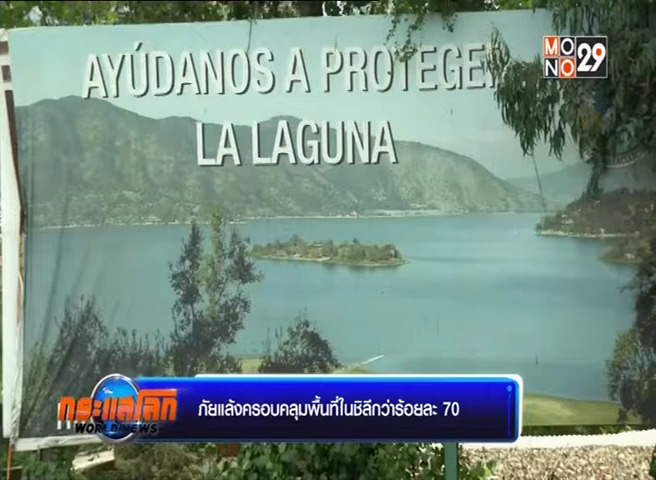 AYÚDANOS A PROTEGER
LA LAGUNA
MONO29
กระแสโลก
WORLD NEWS
ภัยแล้งครอบคลุมพื้นที่ในชิลีกว่าร้อยละ 70